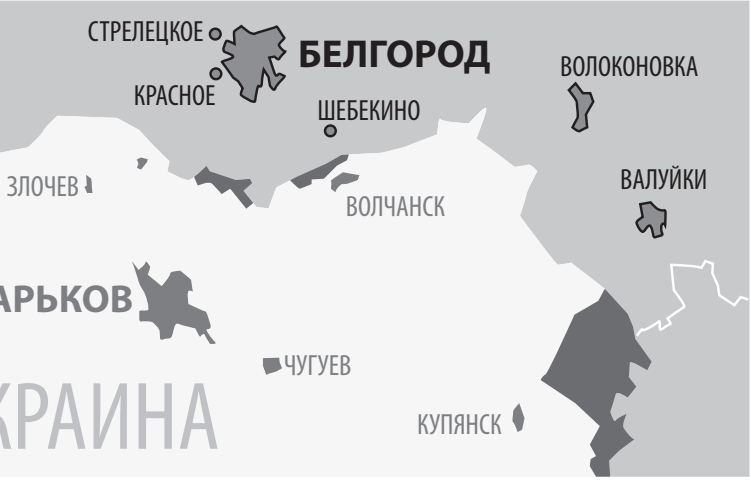 СТРЕЛЕЦКОЕ
БЕЛГОРОД
ВОЛОКОНОВКА
КРАСНОЕ
ШЕБЕКИНО
ЗЛОЧЕВ
ВАЛУЙКИ
ВОЛЧАНСК
АРЬКОВ
ЧУГУЕВ
КРАИНА
КУПЯНСК